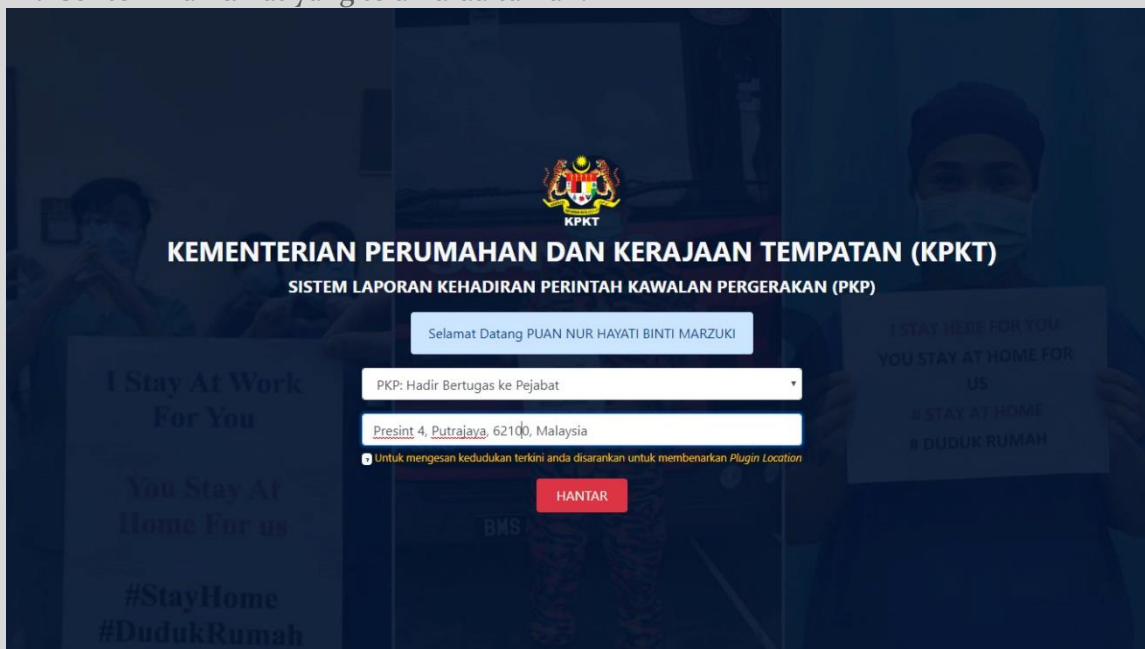 KPKT
KEMENTERIAN PERUMAHAN DAN KERAJAAN TEMPATAN (KPKT)
SISTEM LAPORAN KEHADIRAN PERINTAH KAWALAN PERGERAKAN (PKP)
Selamat Datang PUAN NUR HAYATI BINTI MARZUKI
PKP: Hadir Bertugas ke Pejabat
Presint 4, Putrajaya, 62100, Malaysia
Untuk mengesan kedudukan terkini anda disarankan untuk membenarkan Plugin Location
HANTAR
I Stay At Work
For You
You Stay At
Home For us
#StayHome
#DudukRumah
BMS
I STAY HERE FOR YOU
YOU STAY AT HOME FOR
US
# STAY AT HOME
# DUDUK RUMAH